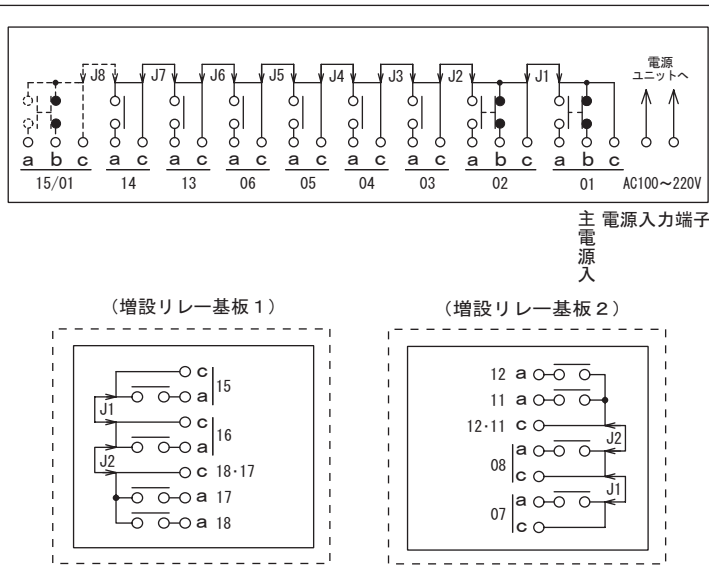 電源
ユニットへ
J8 J7 J6 J5 J4 J3 J2 J1
a b c a c a c a c a c a c a c a b c a b c
15/01 14 13 06 05 04 03 02 01 AC100〜220V
主電源入
電源入力端子
(増設リレー基板1)
c
15
a
J1
c
16
a
J2
c 18・17
a 17
a 18
(増設リレー基板2)
12 a
11 a
12・11 c
J2
a
08
c
J1
a
07
c